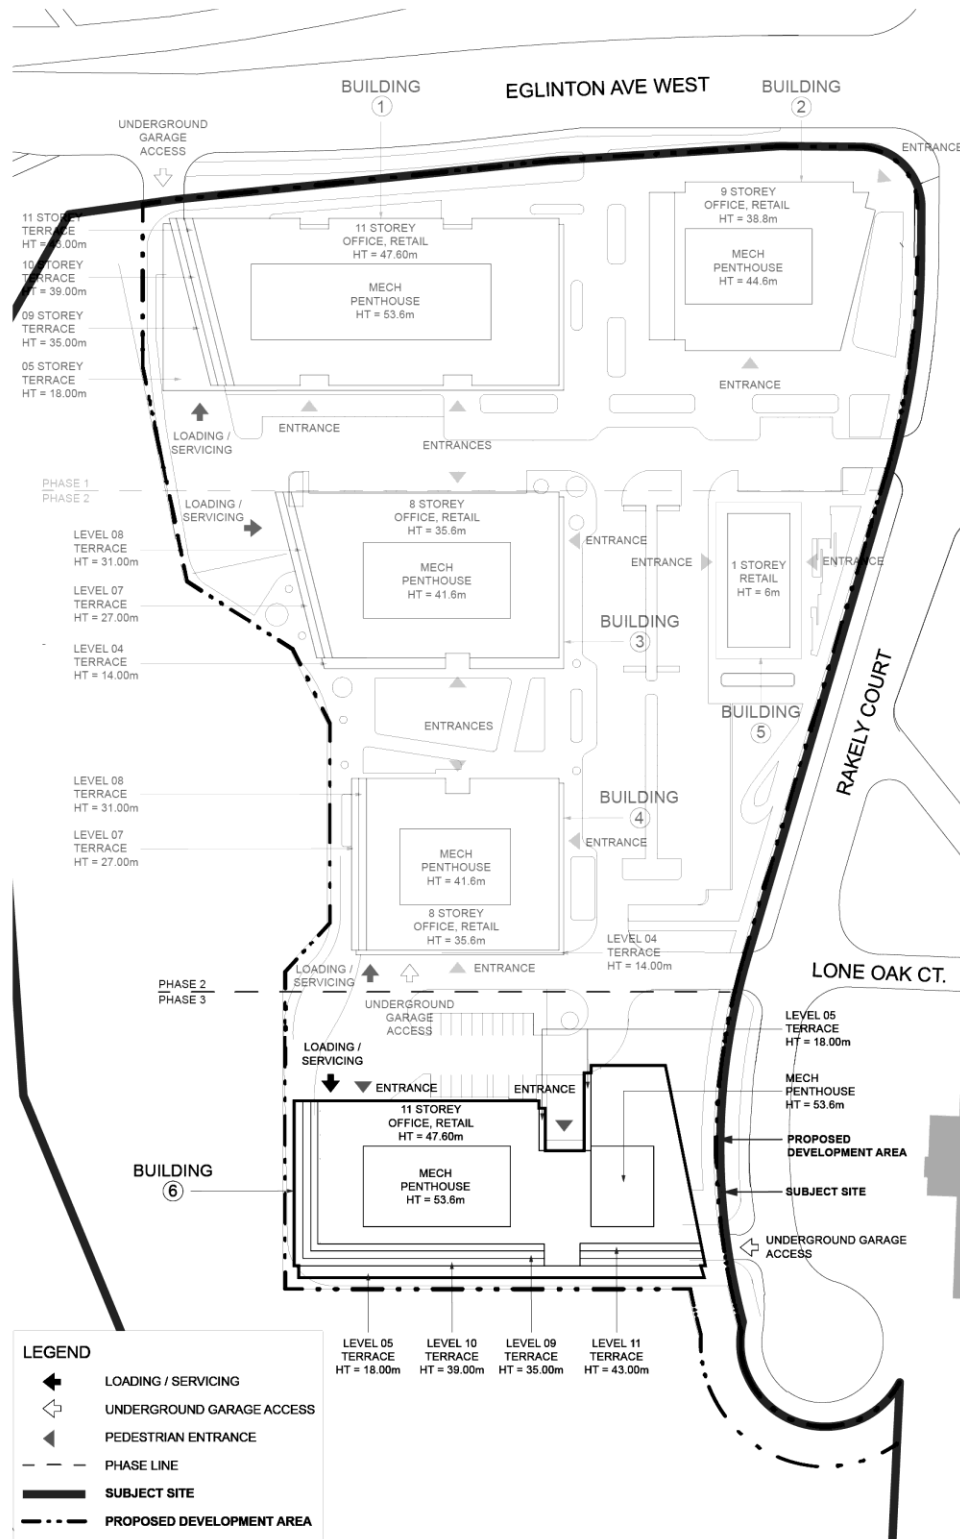 BUILDING
1
EGLINTON AVE WEST
BUILDING
2
UNDERGROUND
GARAGE
ACCESS
ENTRANCE
11 STOREY
TERRACE
HT = 43.00m
10 STOREY
TERRACE
HT = 39.00m
09 STOREY
TERRACE
HT = 35.00m
05 STOREY
TERRACE
HT = 18.00m
11 STOREY
OFFICE, RETAIL
HT = 47.60m
MECH
PENTHOUSE
HT = 53.6m
9 STOREY
OFFICE, RETAIL
HT = 38.8m
MECH
PENTHOUSE
HT = 44.6m
ENTRANCE
LOADING /
SERVICING
ENTRANCE
ENTRANCES
PHASE 1
PHASE 2
LOADING /
SERVICING
8 STOREY
OFFICE, RETAIL
HT = 35.6m
MECH
PENTHOUSE
HT = 41.6m
ENTRANCE
ENTRANCE
1 STOREY
RETAIL
HT = 6m
ENTRANCE
LEVEL 08
TERRACE
HT = 31.00m
LEVEL 07
TERRACE
HT = 27.00m
LEVEL 04
TERRACE
HT = 14.00m
BUILDING
3
ENTRANCES
BUILDING
5
RAKELY COURT
LEVEL 08
TERRACE
HT = 31.00m
LEVEL 07
TERRACE
HT = 27.00m
BUILDING
4
ENTRANCE
MECH
PENTHOUSE
HT = 41.6m
8 STOREY
OFFICE, RETAIL
HT = 35.6m
LEVEL 04
TERRACE
HT = 14.00m
LOADING /
SERVICING
ENTRANCE
LONE OAK CT.
PHASE 2
PHASE 3
UNDERGROUND
GARAGE
ACCESS
LEVEL 05
TERRACE
HT = 18.00m
LOADING /
SERVICING
ENTRANCE
ENTRANCE
MECH
PENTHOUSE
HT = 53.6m
11 STOREY
OFFICE, RETAIL
HT = 47.60m
MECH
PENTHOUSE
HT = 53.6m
PROPOSED
DEVELOPMENT AREA
BUILDING
6
SUBJECT SITE
UNDERGROUND GARAGE
ACCESS
LEVEL 05
TERRACE
HT = 18.00m
LEVEL 10
TERRACE
HT = 39.00m
LEVEL 09
TERRACE
HT = 35.00m
LEVEL 11
TERRACE
HT = 43.00m
LEGEND
LOADING / SERVICING
UNDERGROUND GARAGE ACCESS
PEDESTRIAN ENTRANCE
PHASE LINE
SUBJECT SITE
PROPOSED DEVELOPMENT AREA